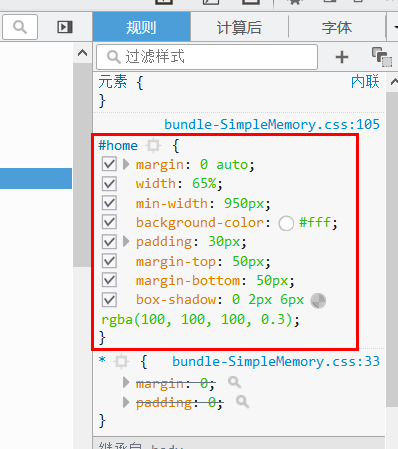 规则 计算后 字体
过滤样式
元素 { 内联
}
bundle-SimpleMemory.css:105
#home {
margin: 0 auto;
width: 65%;
min-width: 950px;
background-color: #fff;
padding: 30px;
margin-top: 50px;
margin-bottom: 50px;
box-shadow: 0 2px 6px
rgba(100, 100, 100, 0.3);
}
* { bundle-SimpleMemory.css:33
margin: 0;
padding: 0;
}
继承自 body